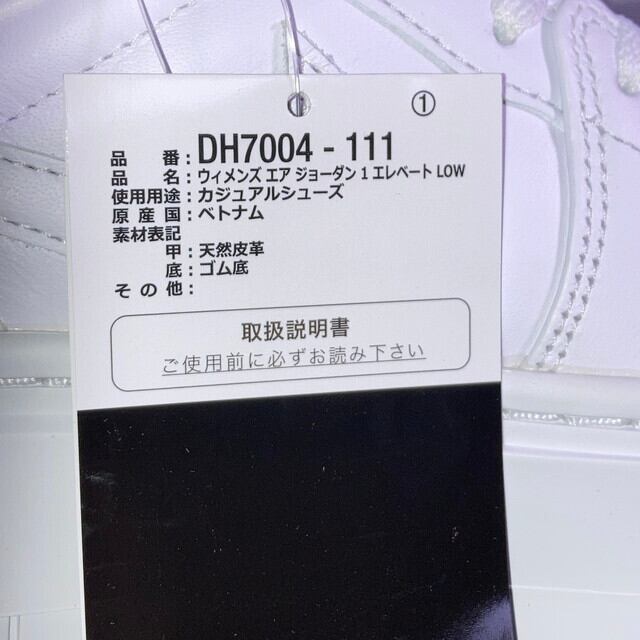 ①
品 番：DH7004 - 111
品 名：ウィメンズ エア ジョーダン 1 エレベート LOW
使用用途：カジュアルシューズ
原 産 国：ベトナム
素材表記
甲：天然皮革
底：ゴム底
そ の 他：
取扱説明書
ご使用前に必ずお読み下さい